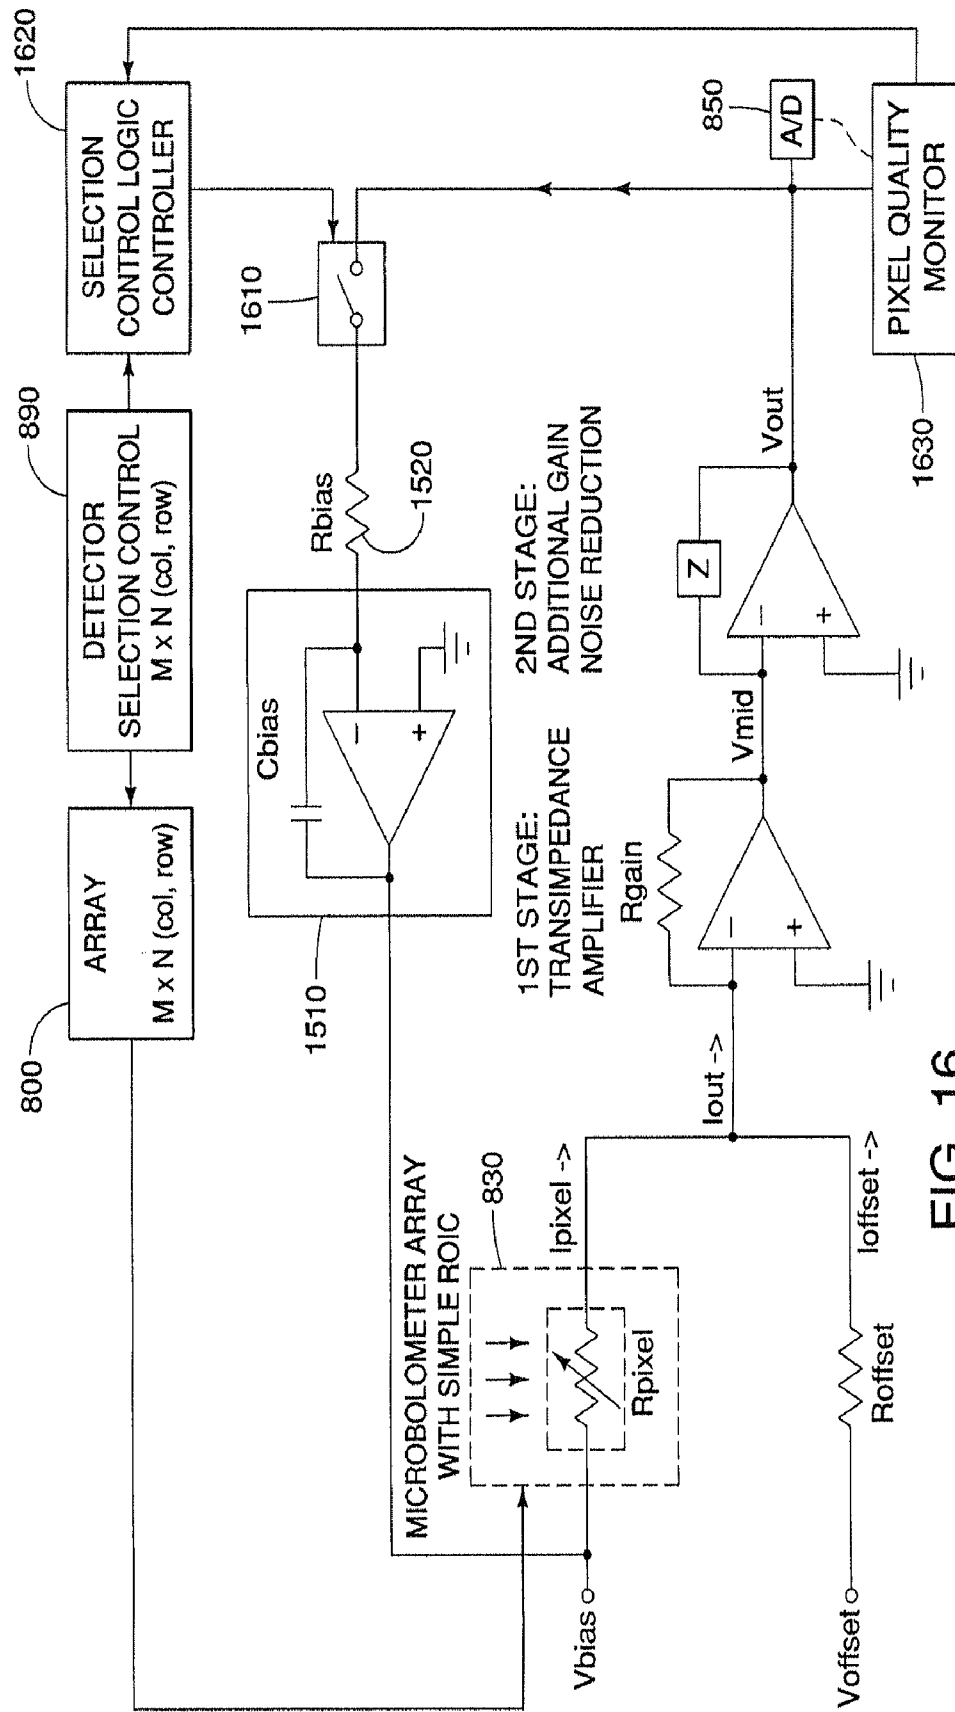 800
ARRAY
M x N (col, row)
890
DETECTOR
SELECTION CONTROL
M x N (col, row)
1620
SELECTION
CONTROL LOGIC
CONTROLLER
1510
Cbias
−
+
Rbias
1520
1610
MICROBOLOMETER ARRAY
WITH SIMPLE ROIC
830
Rpixel
Vbias
Ipixel ->
Iout ->
Voffset
Roffset
Ioffset ->
1ST STAGE:
TRANSIMPEDANCE
AMPLIFIER
Rgain
−
+
Vmid
2ND STAGE:
ADDITIONAL GAIN
NOISE REDUCTION
Z
−
+
Vout
850
A/D
1630
PIXEL QUALITY
MONITOR
FIG. 16